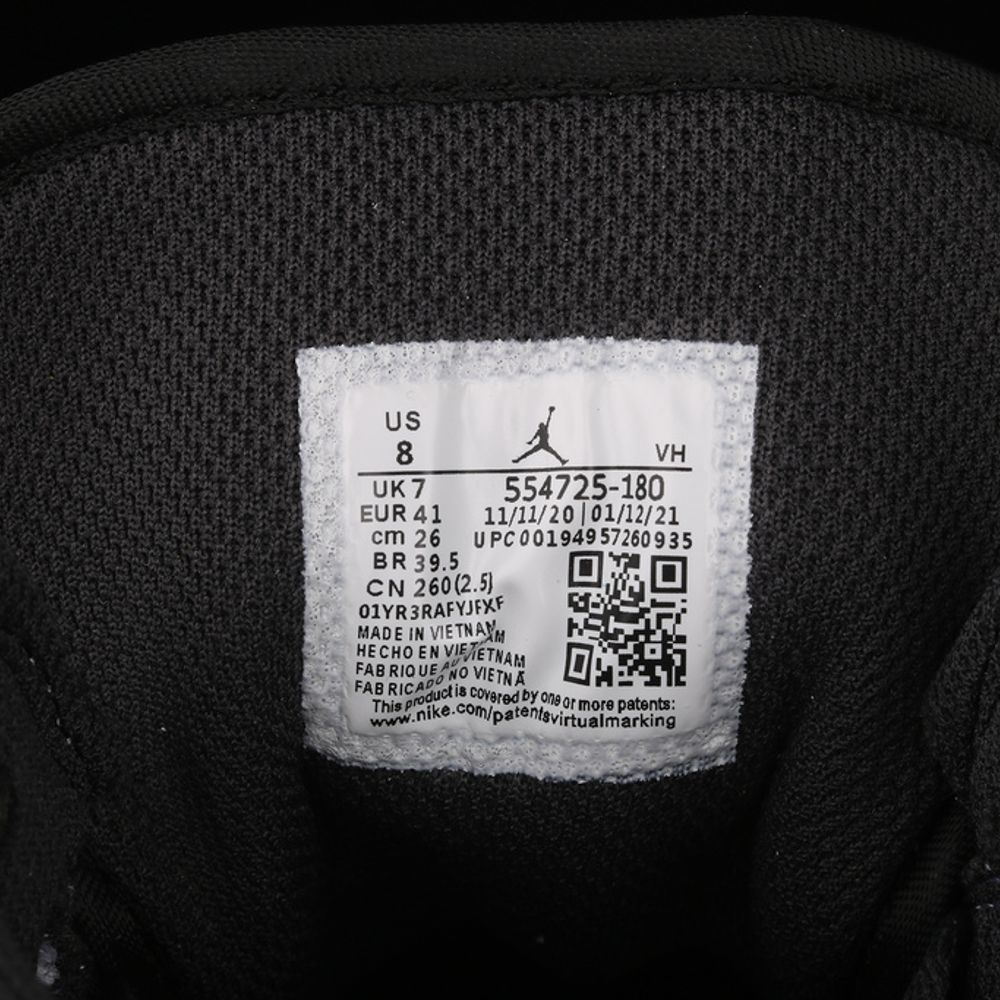 US
8 VH
UK 7 554725-180
EUR 41 11/11/20 | 01/12/21
cm 26 UPC 00194957260935
BR 39.5
CN 260(2.5)
01YR3RAFYJFXF
MADE IN VIETNAM
HECHO EN VIETNAM
FABRIQUE AU VIETNAM
FABRICADO NO VIETNÃ
This product is covered by one or more patents:
www.nike.com/patentsvirtualmarking